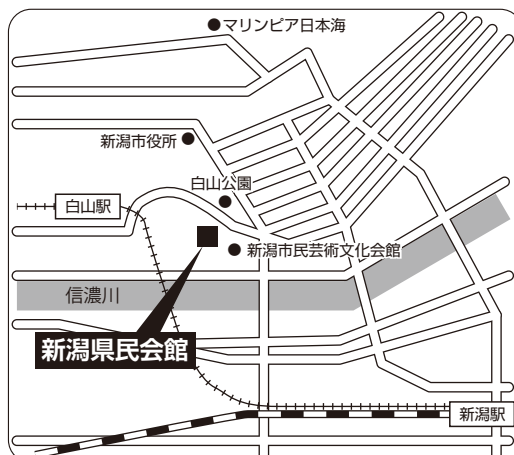 マリンピア日本海
新潟市役所
白山公園
白山駅
新潟市民芸術文化会館
信濃川
新潟県民会館
新潟駅